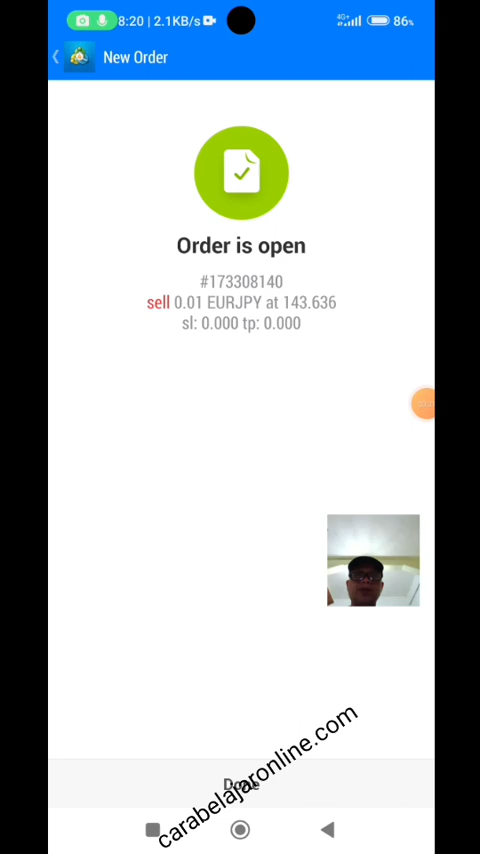 8:20 | 2.1KB/s
4G+
86%
New Order
Order is open
#173308140
sell 0.01 EURJPY at 143.636
sl: 0.000 tp: 0.000
Done
carabelajaronline.com